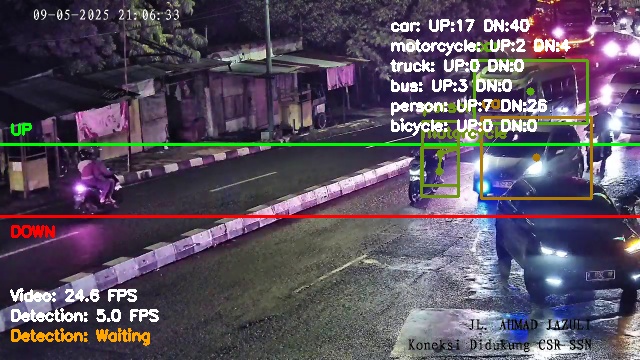 09-05-2025 21:06:33
car: UP:17 DN:40
motorcycle: UP:2 DN:4
truck: UP:0 DN:0
bus: UP:3 DN:0
person: UP:7 DN:26
bicycle: UP:0 DN:0
UP
motorcycle
DOWN
Video: 24.6 FPS
Detection: 5.0 FPS
Detection: Waiting
JL. AHMAD JAZULI
Koneksi Didukung CSR SSN